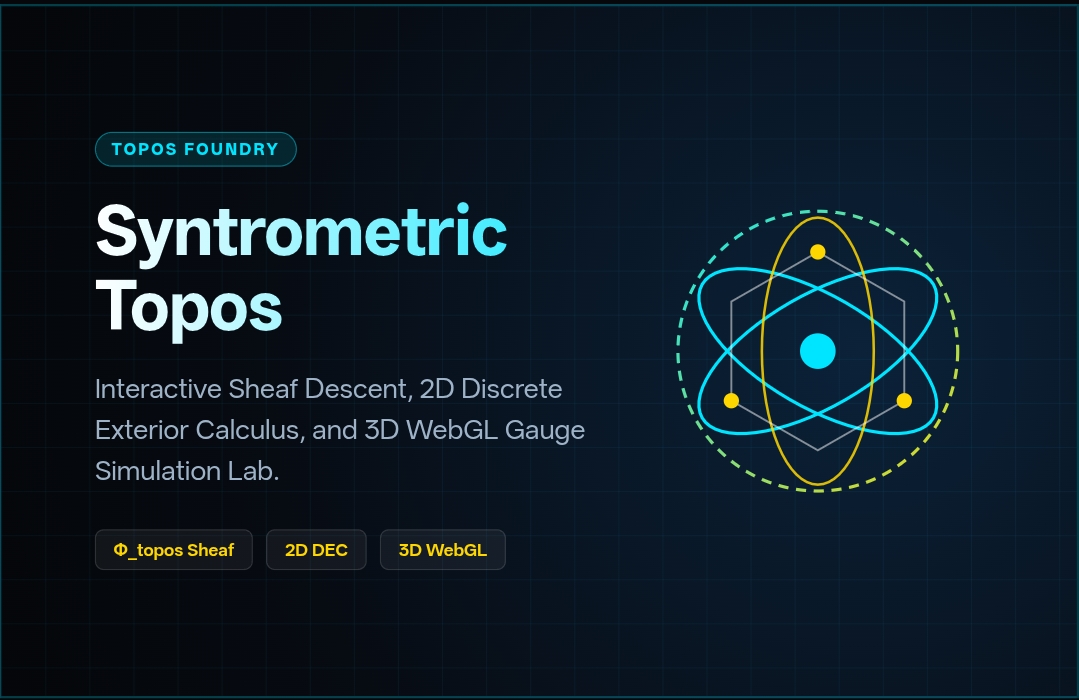 TOPOS FOUNDRY
Syntrometric
Topos
Interactive Sheaf Descent, 2D Discrete
Exterior Calculus, and 3D WebGL Gauge
Simulation Lab.
Φ_topos Sheaf
2D DEC
3D WebGL